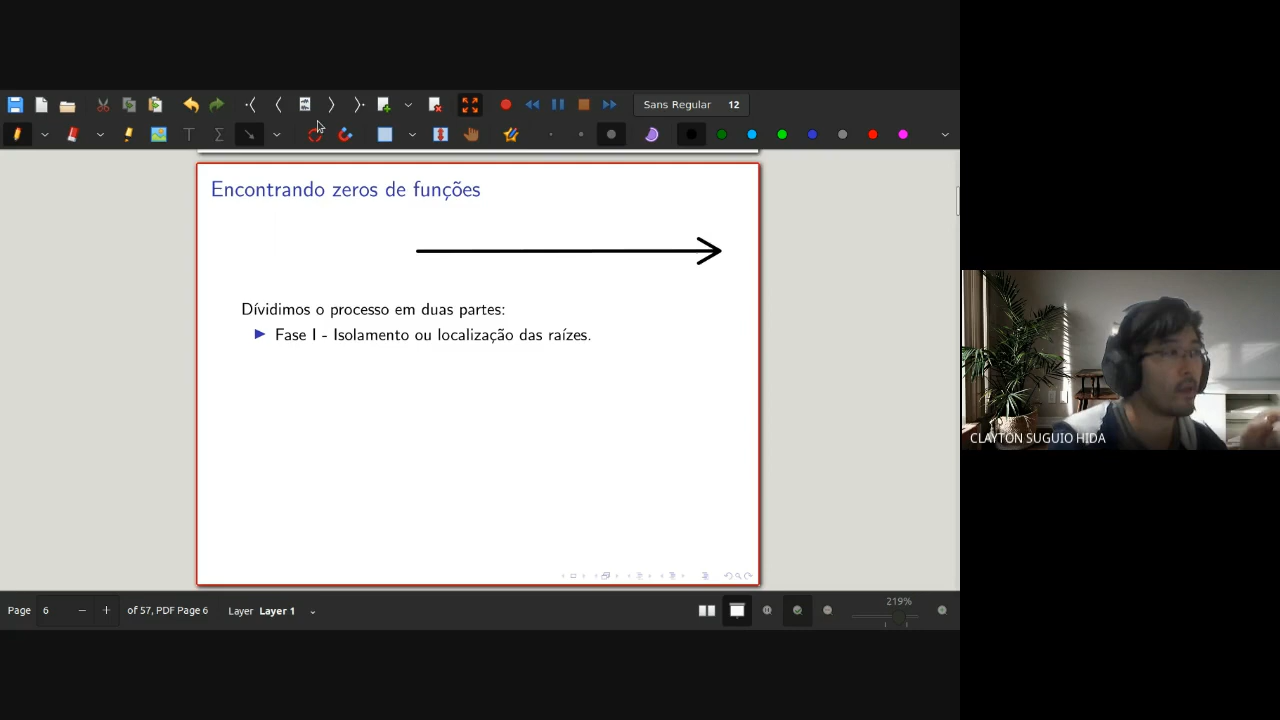 Sans Regular 12
Encontrando zeros de funções
Dívidimos o processo em duas partes:
Fase I - Isolamento ou localização das raízes.
CLAYTON SUGUIO HIDA
Page 6 of 57, PDF Page 6 Layer Layer 1 219%